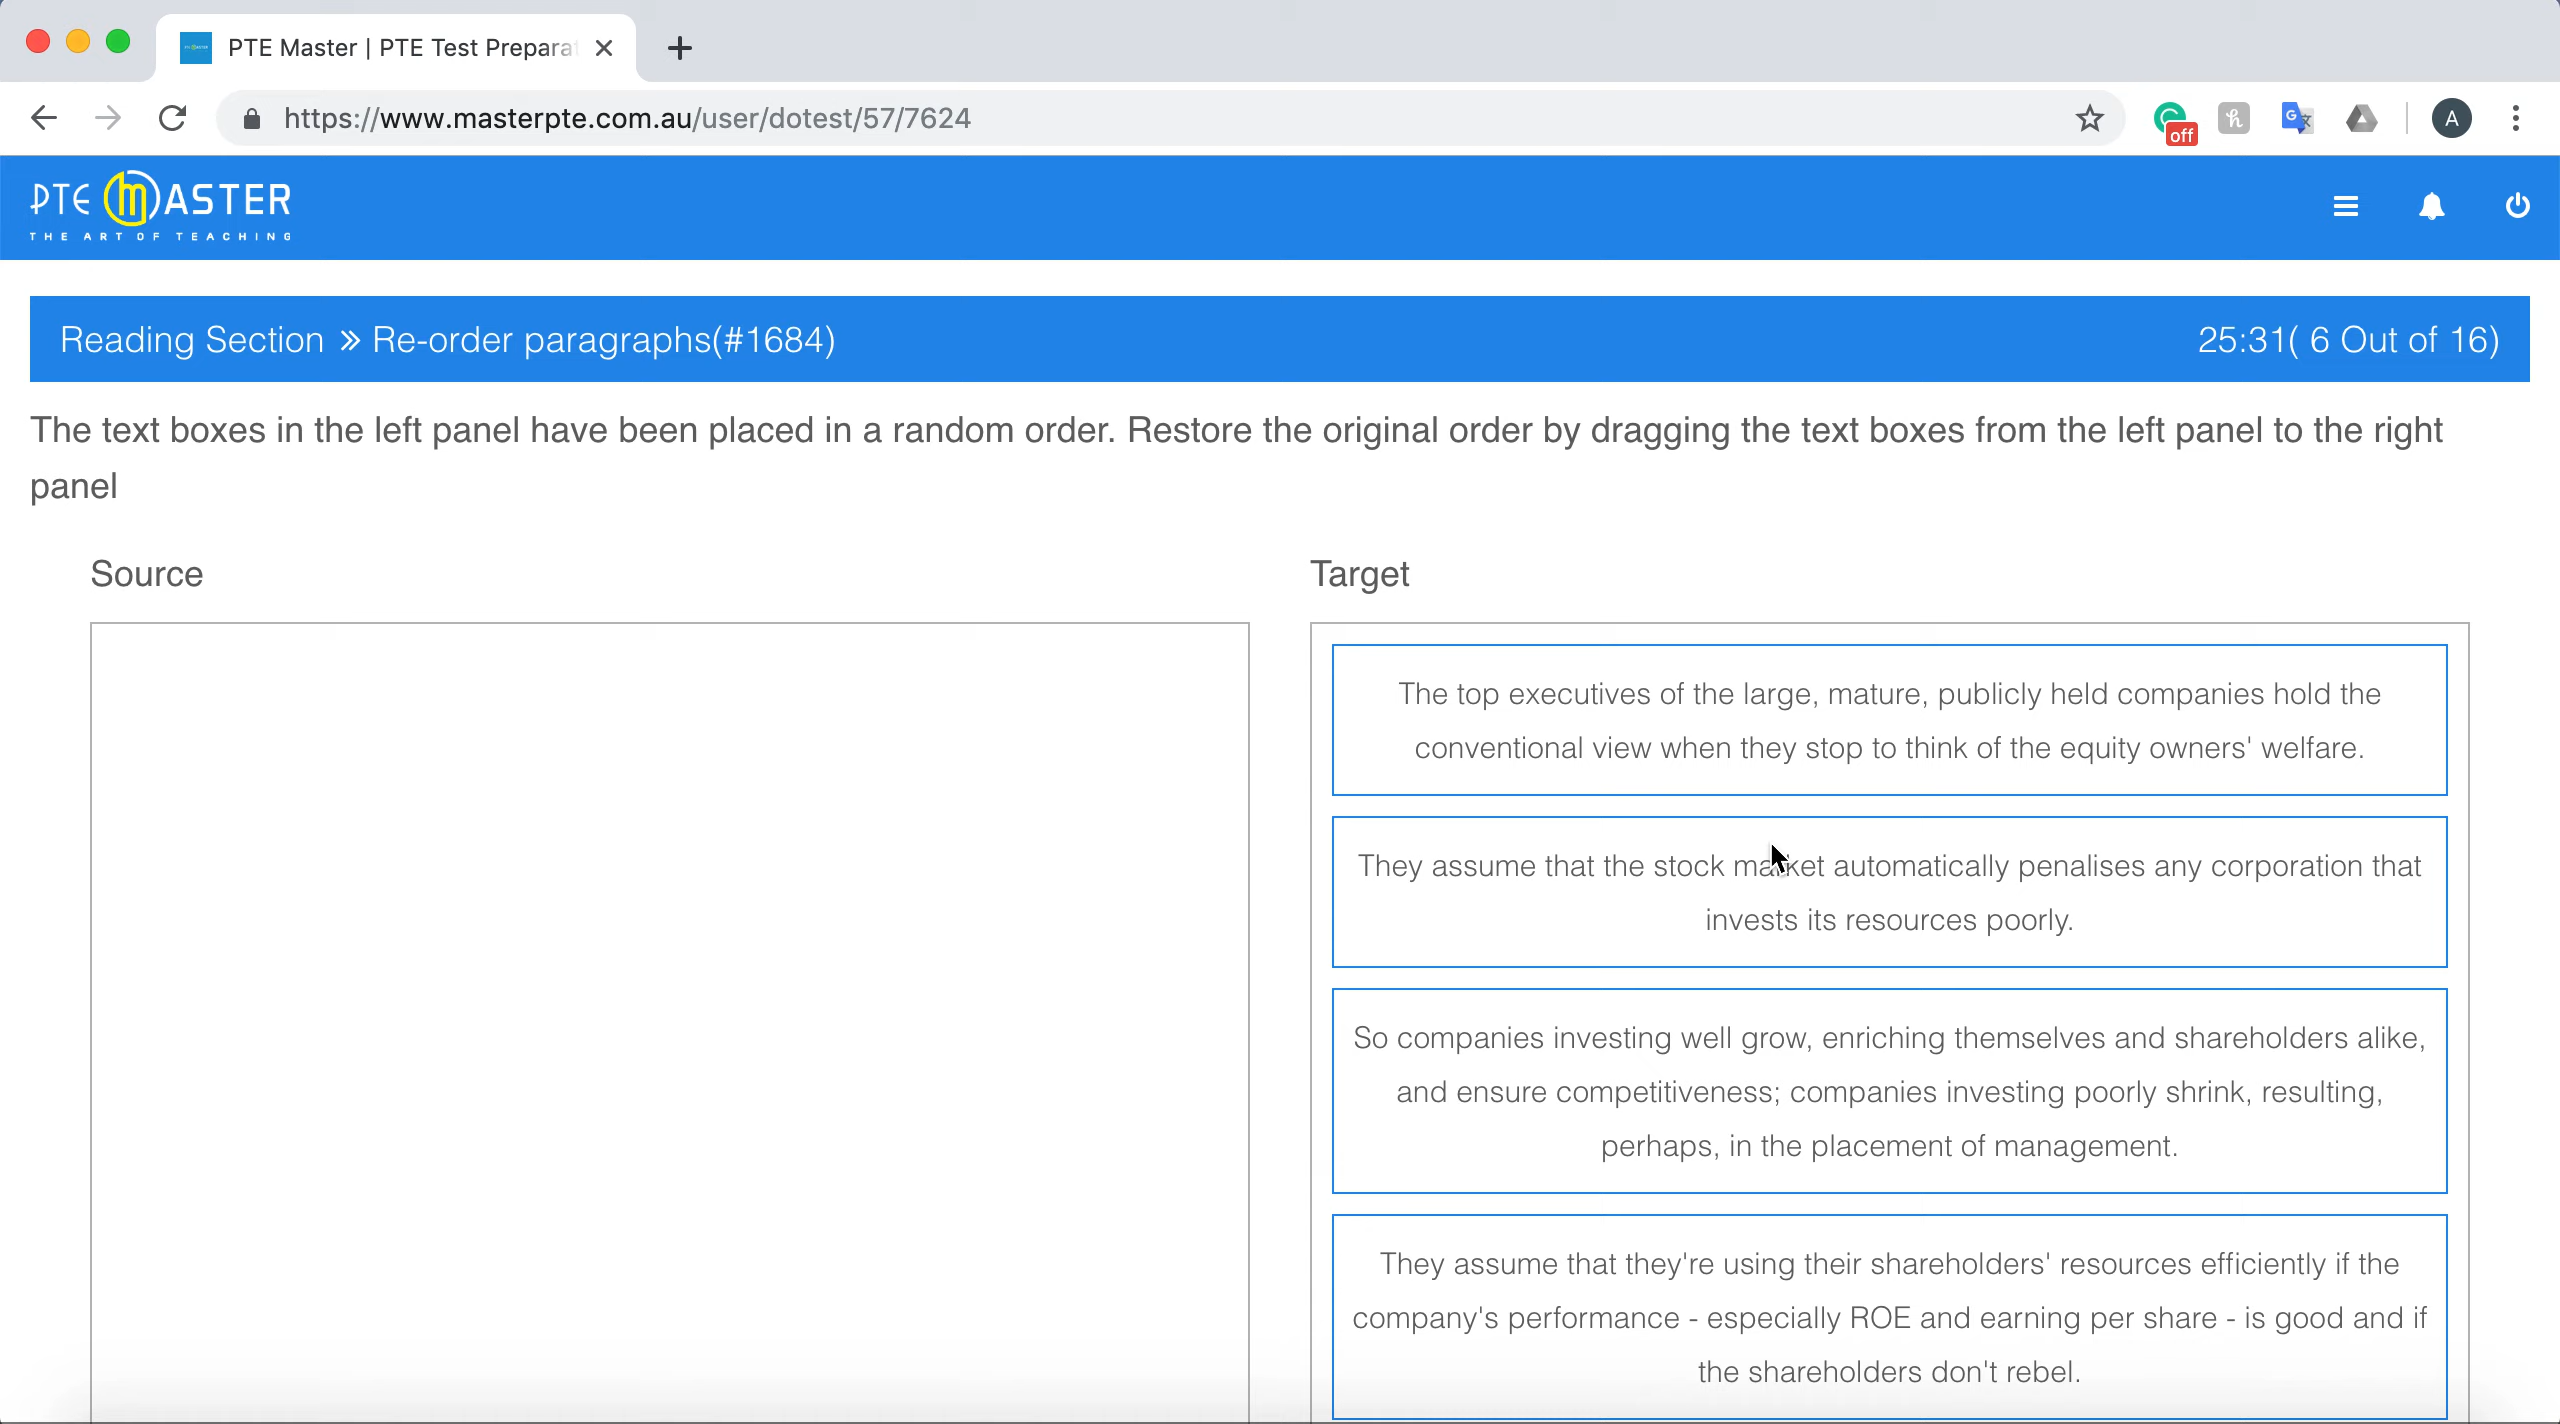 PTE Master | PTE Test Prepara
https://www.masterpte.com.au/user/dotest/57/7624
off
A
PTE MASTER
THE ART OF TEACHING
Reading Section » Re-order paragraphs(#1684)
25:31( 6 Out of 16)
The text boxes in the left panel have been placed in a random order. Restore the original order by dragging the text boxes from the left panel to the right
panel
Source
Target
The top executives of the large, mature, publicly held companies hold the
conventional view when they stop to think of the equity owners' welfare.
They assume that the stock market automatically penalises any corporation that
invests its resources poorly.
So companies investing well grow, enriching themselves and shareholders alike,
and ensure competitiveness; companies investing poorly shrink, resulting,
perhaps, in the placement of management.
They assume that they're using their shareholders' resources efficiently if the
company's performance - especially ROE and earning per share - is good and if
the shareholders don't rebel.